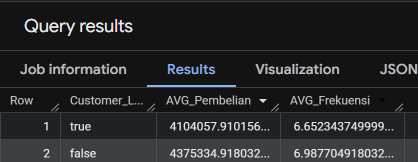 Query results
Job information Results Visualization JSON
Row Customer_L... AVG_Pembelian AVG_Frekuensi
1 true 4104057.910156... 6.652343749999...
2 false 4375334.918032... 6.987704918032...